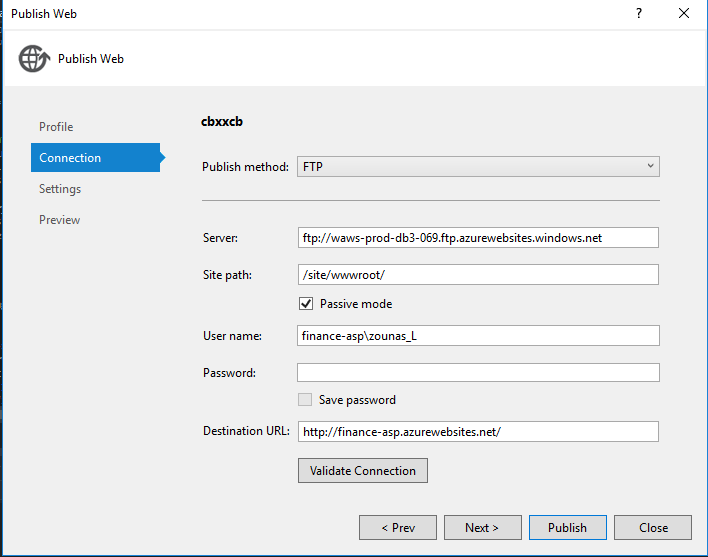 Publish Web
?
Publish Web
Profile
Connection
Settings
Preview
cbxxcb
Publish method: FTP
Server: ftp://waws-prod-db3-069.ftp.azurewebsites.windows.net
Site path: /site/wwwroot/
Passive mode
User name: finance-asp\zounas_L
Password:
Save password
Destination URL: http://finance-asp.azurewebsites.net/
Validate Connection
< Prev Next > Publish Close